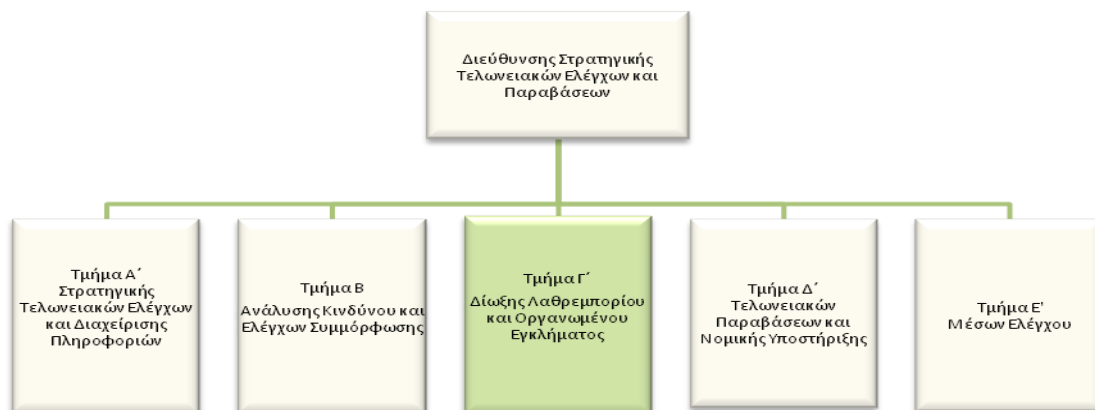 Διεύθυνσης Στρατηγικής
Τελωνειακών Ελέγχων και
Παραβάσεων
Τμήμα Α΄
Στρατηγικής
Τελωνειακών Ελέγχων
και Διαχείρισης
Πληροφοριών
Τμήμα Β
Ανάλυσης Κινδύνου και
Ελέγχων Συμμόρφωσης
Τμήμα Γ΄
Δίωξης Λαθρεμπορίου
και Οργανωμένου
Εγκλήματος
Τμήμα Δ΄
Τελωνειακών
Παραβάσεων και
Νομικής Υποστήριξης
Τμήμα Ε'
Μέσων Ελέγχου